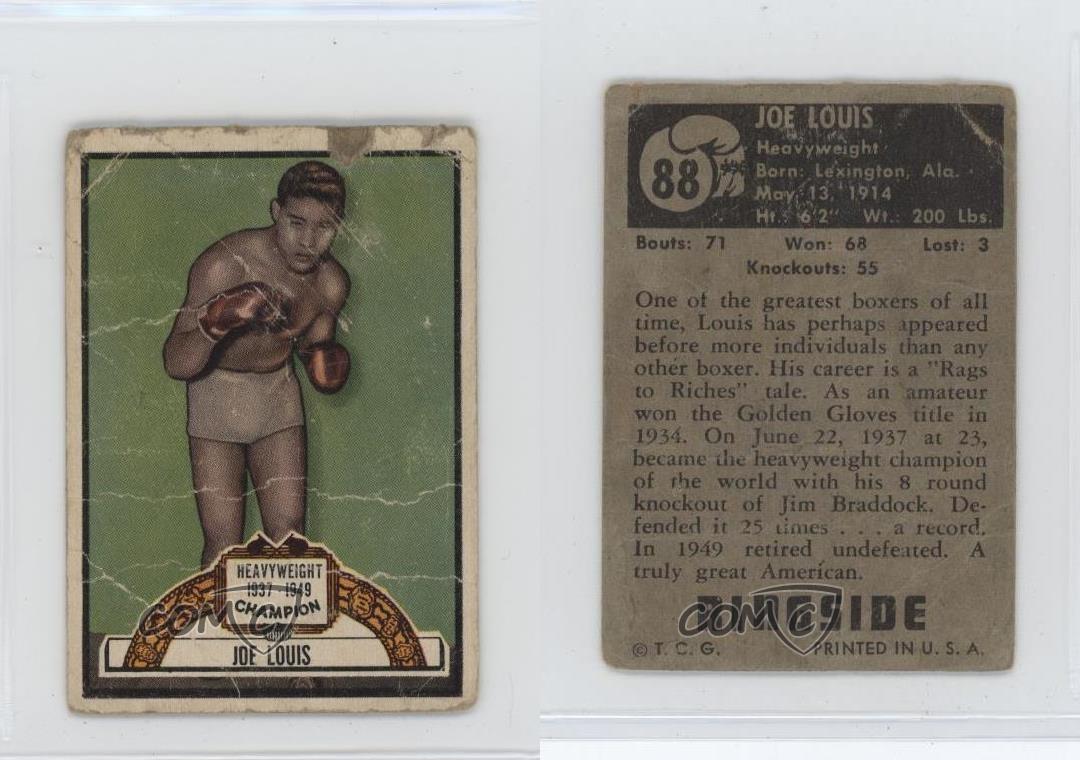 HEAVYWEIGHT
1937 - 1949
CHAMPION
JOE LOUIS
COMC
88
JOE LOUIS
Heavyweight
Born: Lexington, Ala.
May 13, 1914
Ht. 6'2" Wt. 200 Lbs.
Bouts: 71 Won: 68 Lost: 3
Knockouts: 55
One of the greatest boxers of all
time, Louis has perhaps appeared
before more individuals than any
other boxer. His career is a "Rags
to Riches" tale. As an amateur
won the Golden Gloves title in
1934. On June 22, 1937 at 23,
became the heavyweight champion
of the world with his 8 round
knockout of Jim Braddock. De-
fended it 25 times . . . a record.
In 1949 retired undefeated. A
truly great American.
RINGSIDE
COMC
© T. C. G. PRINTED IN U. S. A.